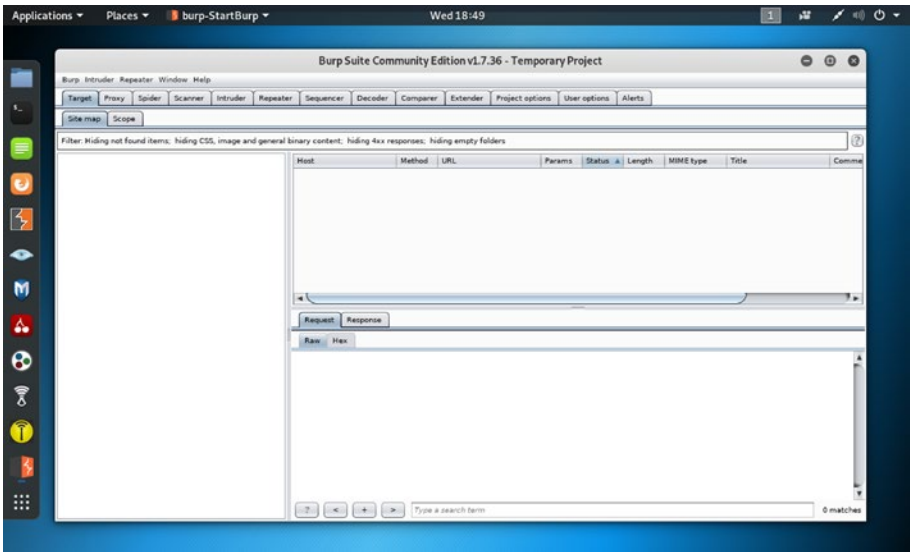 Applications Places burp-StartBurp Wed 18:49 1
Burp Suite Community Edition v1.7.36 - Temporary Project
Burp Intruder Repeater Window Help
Target Proxy Spider Scanner Intruder Repeater Sequencer Decoder Comparer Extender Project options User options Alerts
Site map Scope
Filter: Hiding not found items; hiding CSS, image and general binary content; hiding 4xx responses; hiding empty folders ?
Host Method URL Params Status Length MIME type Title Comme
Request Response
Raw Hex
? < + > Type a search term 0 matches